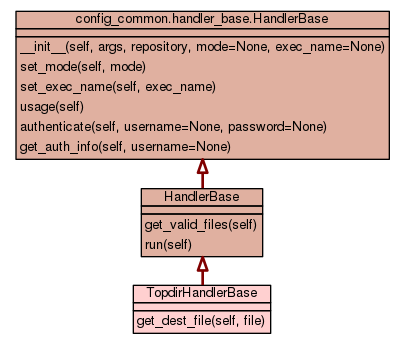 config_common.handler_base.HandlerBase
__init__(self, args, repository, mode=None, exec_name=None)
set_mode(self, mode)
set_exec_name(self, exec_name)
usage(self)
authenticate(self, username=None, password=None)
get_auth_info(self, username=None)
HandlerBase
get_valid_files(self)
run(self)
TopdirHandlerBase
get_dest_file(self, file)